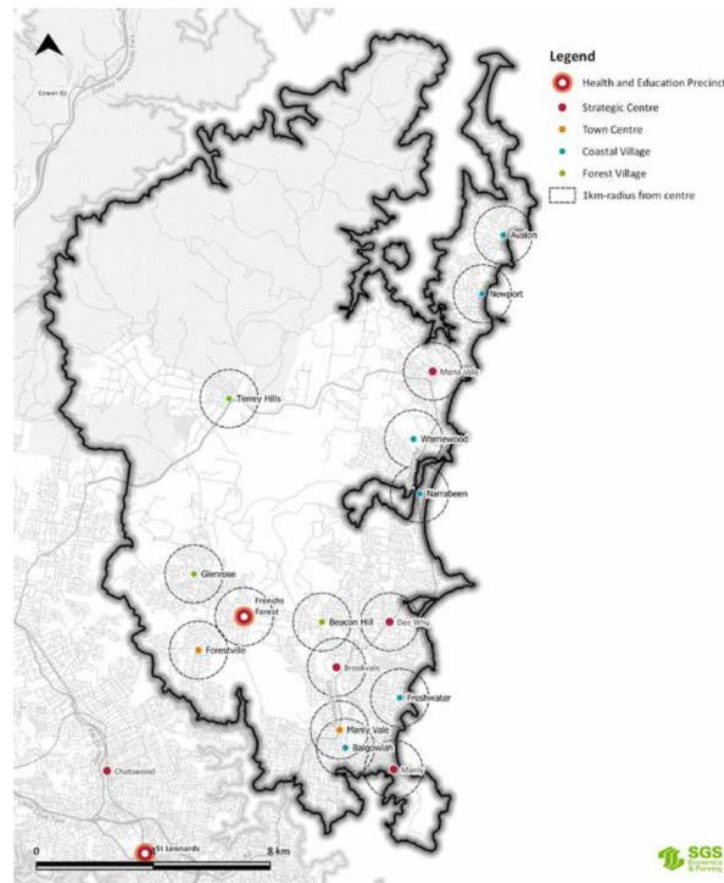 Legend
Health and Education Precinct
Strategic Centre
Town Centre
Coastal Village
Forest Village
1km-radius from centre
Avalon
Newport
Mona Vale
Terrey Hills
Warriewood
Narrabeen
Glenrose
Frenchs
Forest
Beacon Hill
Dee Why
Forestville
Brookvale
Freshwater
Manly Vale
Balgowlah
Manly
Chatswood
St Leonards
0
8 km
SGS
Economics
& Planning